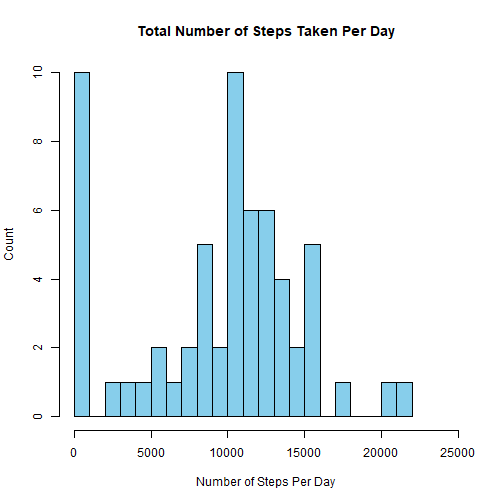 Total Number of Steps Taken Per Day
10
8
6
4
2
0
Count
0 5000 10000 15000 20000 25000
Number of Steps Per Day